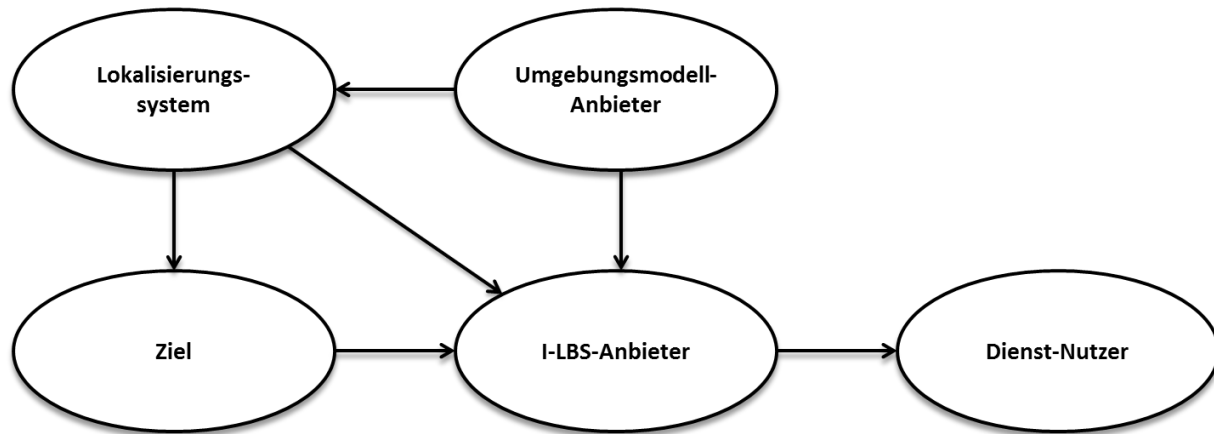 Lokalisierungs-
system
Umgebungsmodell-
Anbieter
Ziel
I-LBS-Anbieter
Dienst-Nutzer